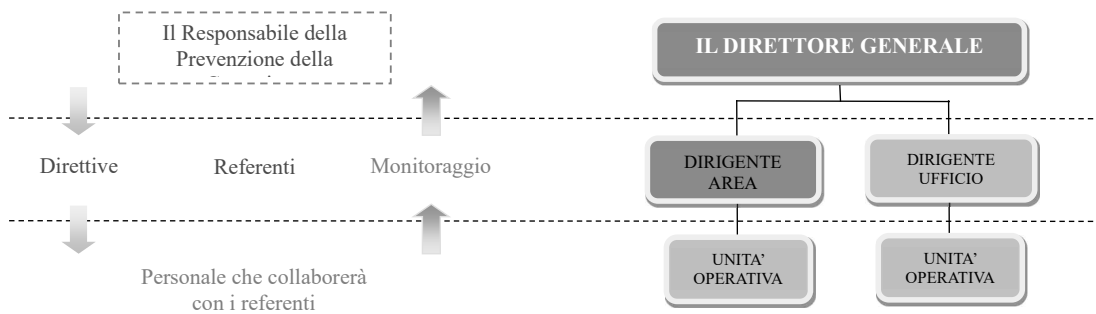 Il Responsabile della
Prevenzione della
IL DIRETTORE GENERALE
Direttive
Referenti
Monitoraggio
DIRIGENTE
AREA
DIRIGENTE
UFFICIO
Personale che collaborerà
con i referenti
UNITA'
OPERATIVA
UNITA'
OPERATIVA